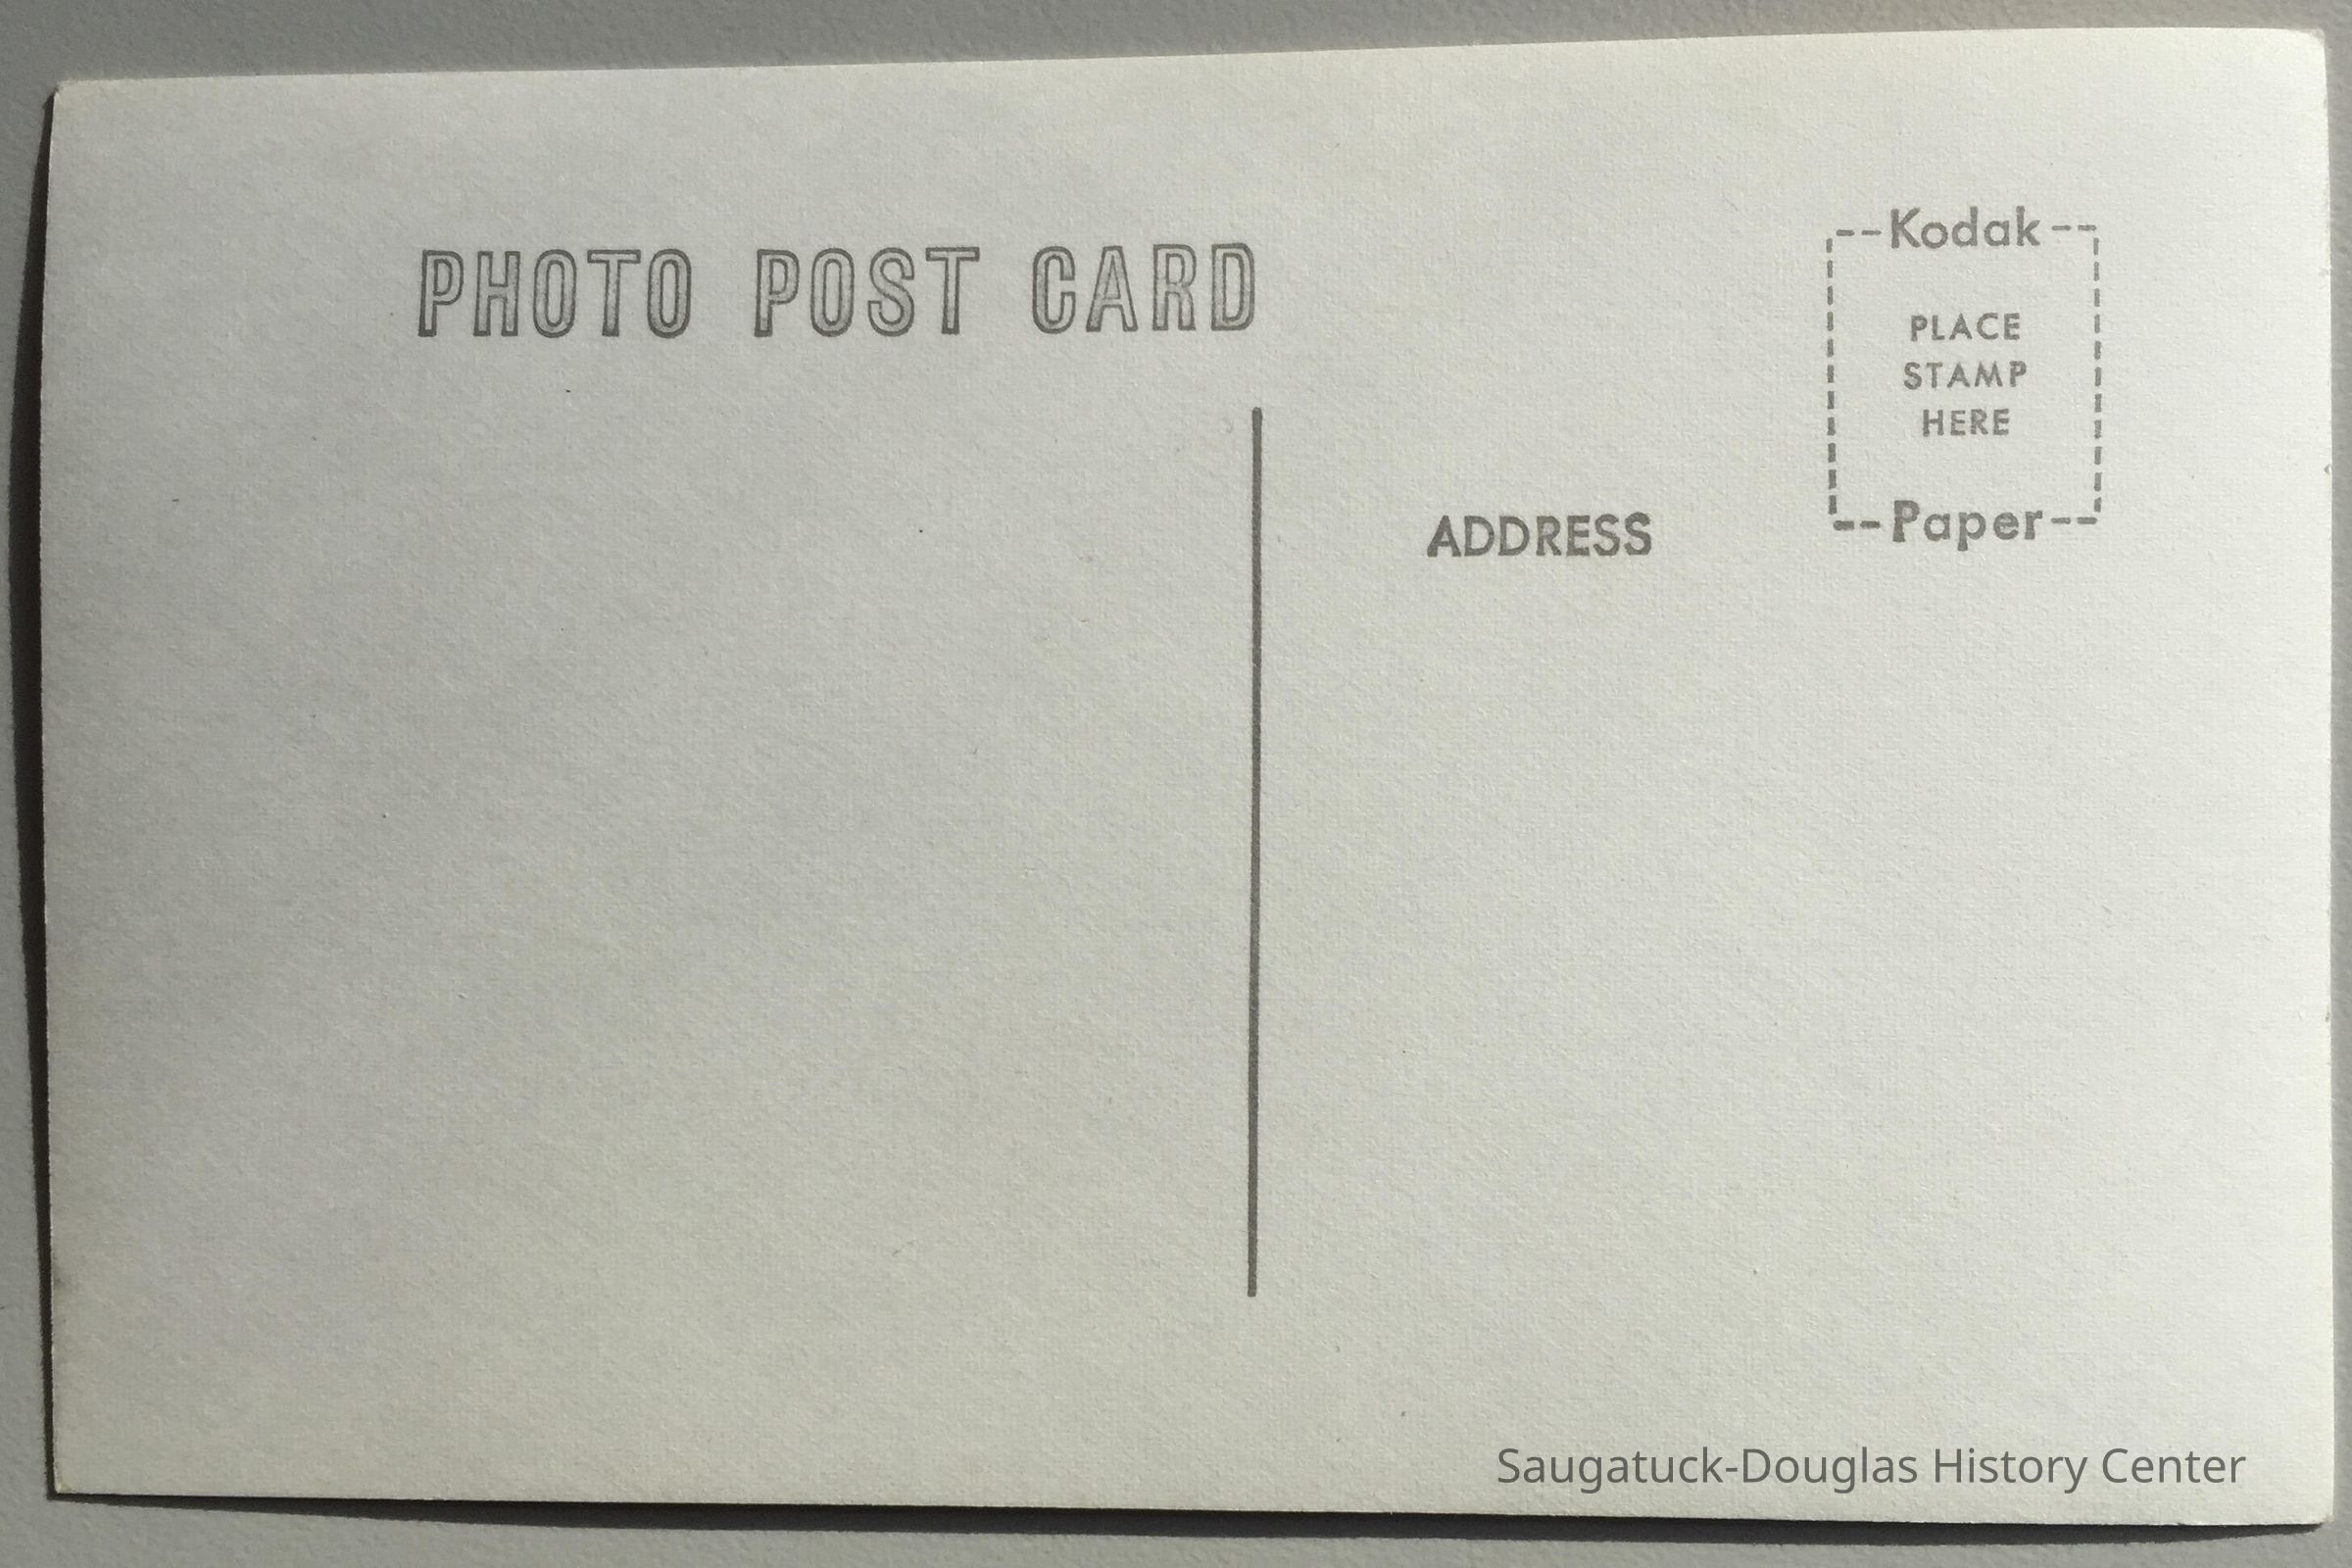 PHOTO POST CARD
Kodak
PLACE
STAMP
HERE
Paper
ADDRESS
Saugatuck-Douglas History Center